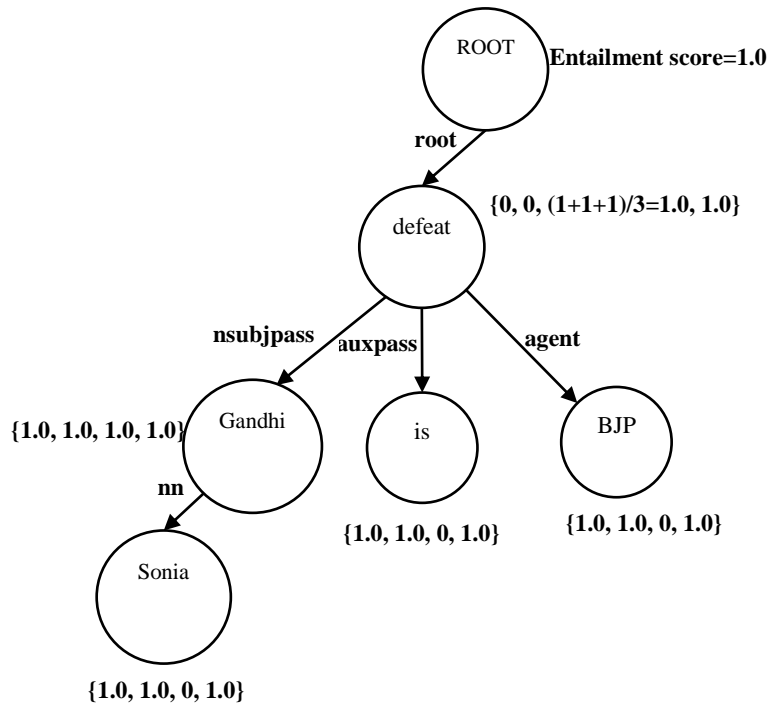 ROOT
Entailment score=1.0
root
defeat
{0, 0, (1+1+1)/3=1.0, 1.0}
nsubjpass
auxpass
agent
{1.0, 1.0, 1.0, 1.0}
Gandhi
is
BJP
nn
{1.0, 1.0, 0, 1.0}
{1.0, 1.0, 0, 1.0}
Sonia
{1.0, 1.0, 0, 1.0}